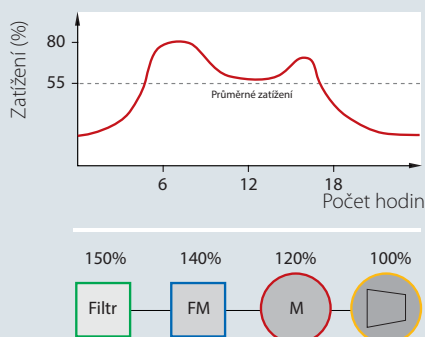 Zatížení (%)
80
55
Průměrné zatížení
6 12 18
Počet hodin
150% 140% 120% 100%
Filtr FM M